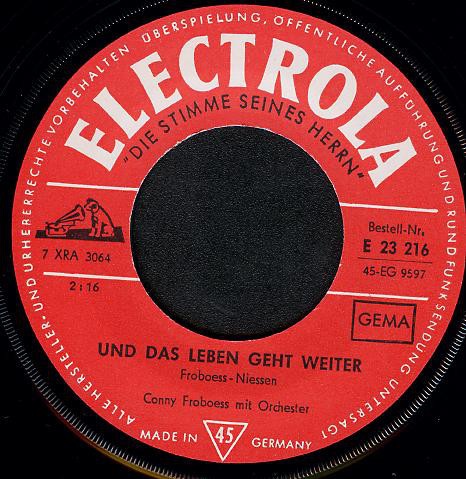 ALLE HERSTELLER-UND URHEBERRECHTE VORBEHALTEN ÜBERSPIELUNG, ÖFFENTLICHE AUFFÜHRUNG UND RUNDFUNKSENDUNG UNTERSAGT
ELECTROLA
"DIE STIMME SEINES HERRN"
7 XRA 3064
2:16
Bestell-Nr.
E 23 216
45-EG 9597
GEMA
UND DAS LEBEN GEHT WEITER
Froboess-Niessen
Conny Froboess mit Orchester
MADE IN 45 GERMANY